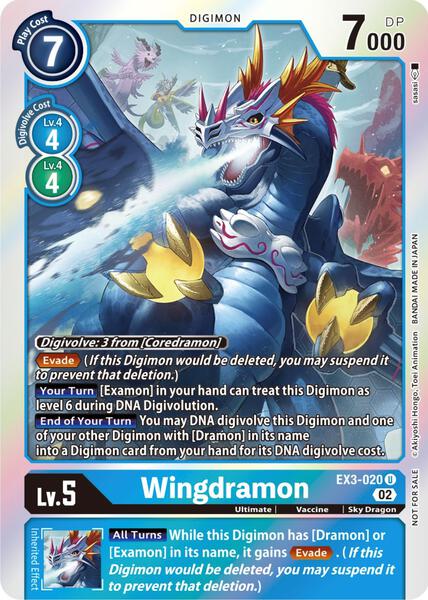 DIGIMON
Play Cost
7
DP
7000
Digivolve Cost
Lv.4
4
Lv.4
4
sasasi
Digivolve: 3 from [Coredramon]
Evade (If this Digimon would be deleted, you may suspend it
to prevent that deletion.)
Your Turn [Examon] in your hand can treat this Digimon as
level 6 during DNA Digivolution.
End of Your Turn You may DNA digivolve this Digimon and one
of your other Digimon with [Dramon] in its name
into a Digimon card from your hand for its DNA digivolve cost.
©Akiyoshi Hongo, Toei Animation BANDAI MADE IN JAPAN
NOT FOR SALE
Lv.5
Wingdramon
EX3-020 U
02
Ultimate Vaccine Sky Dragon
Inherited Effect
All Turns While this Digimon has [Dramon] or
[Examon] in its name, it gains Evade. (If this
Digimon would be deleted, you may suspend it
to prevent that deletion.)